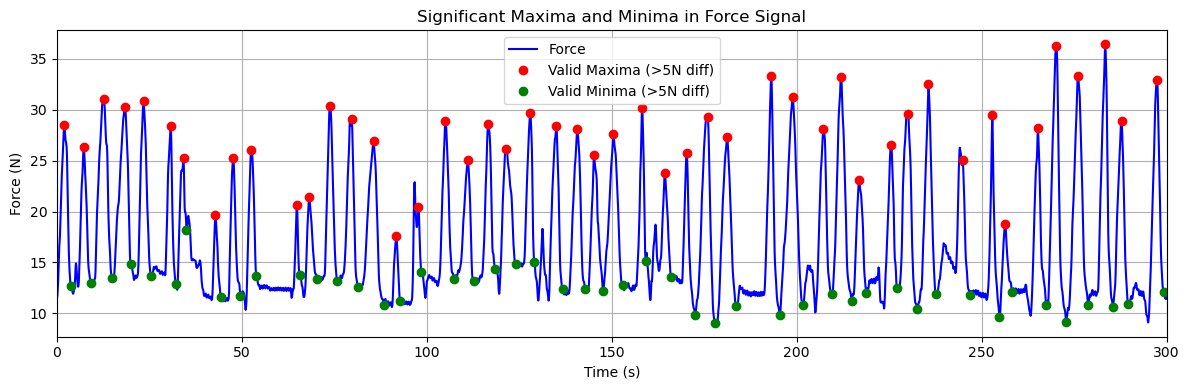 Significant Maxima and Minima in Force Signal
Force
Valid Maxima (>5N diff)
Valid Minima (>5N diff)
Force (N)
35
30
25
20
15
10
0 50 100 150 200 250 300
Time (s)